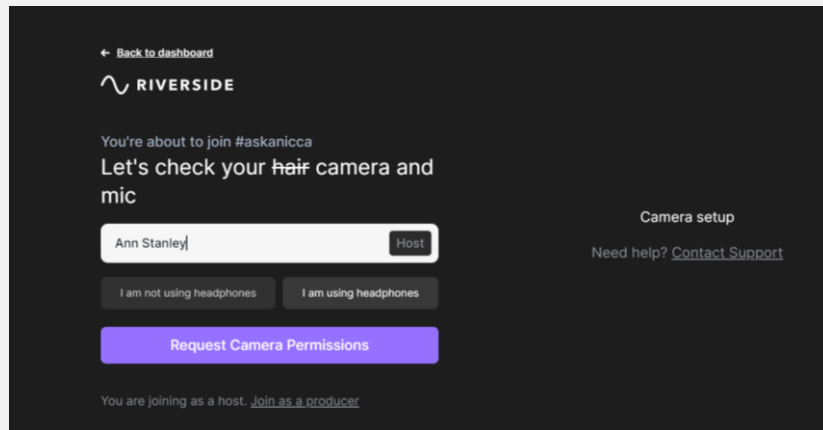 ← Back to dashboard
RIVERSIDE
You're about to join #askanicca
Let's check your hair camera and
mic
Ann Stanley Host
I am not using headphones I am using headphones
Request Camera Permissions
You are joining as a host. Join as a producer
Camera setup
Need help? Contact Support